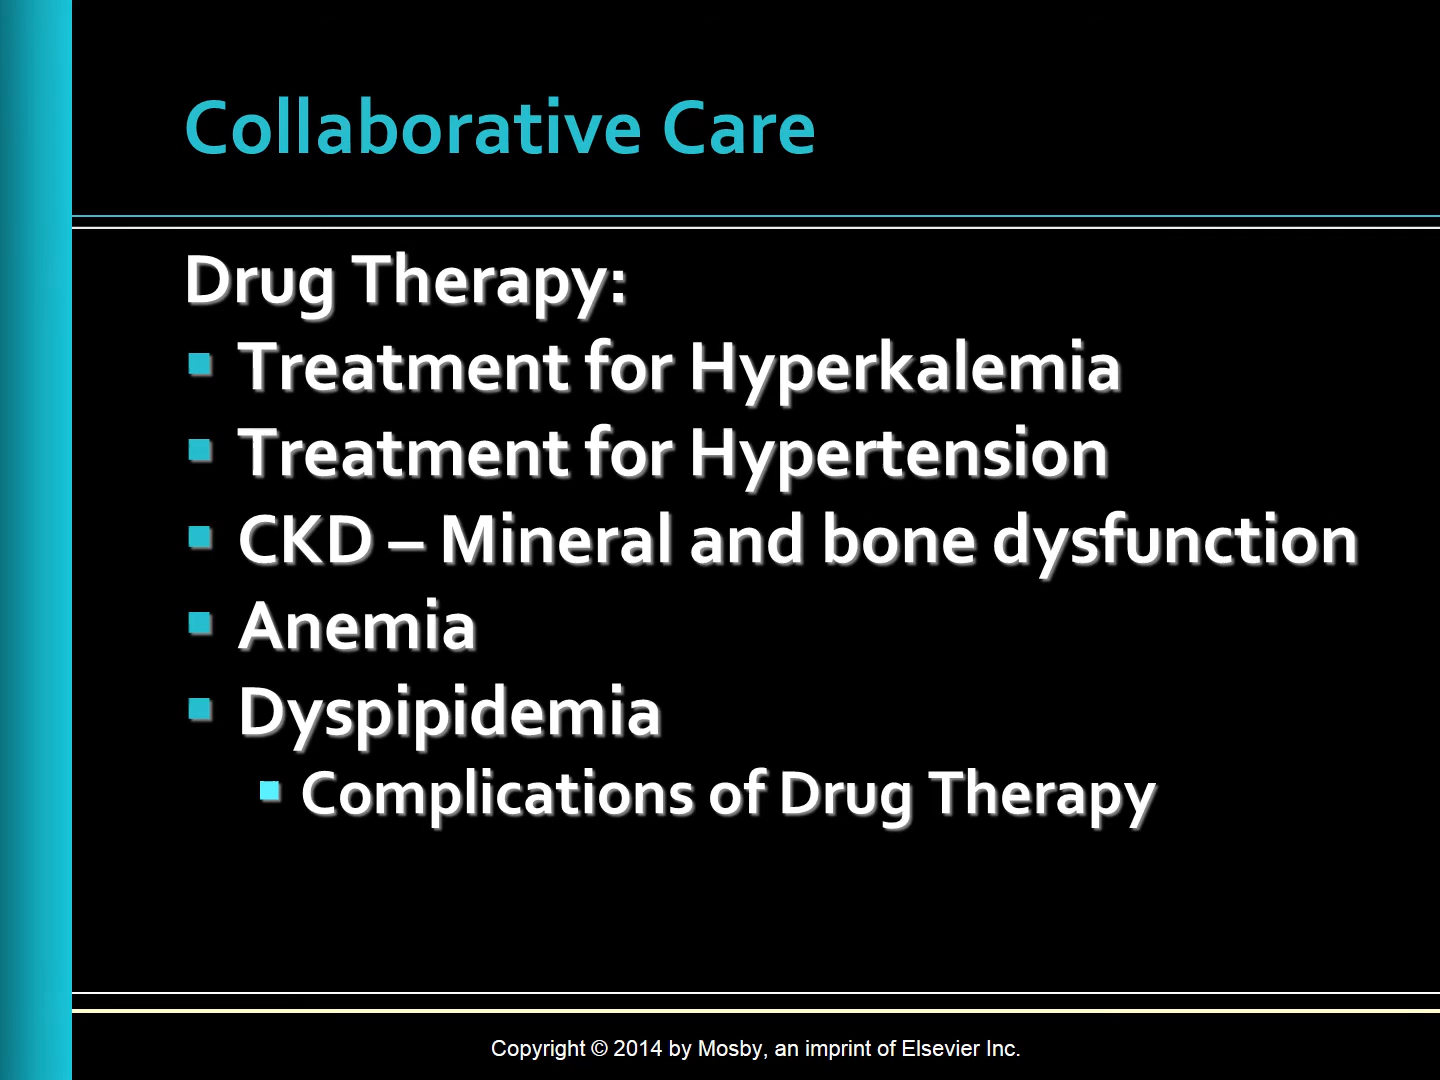 Collaborative Care
Drug Therapy:
▪ Treatment for Hyperkalemia
▪ Treatment for Hypertension
▪ CKD – Mineral and bone dysfunction
▪ Anemia
▪ Dyspipidemia
▪ Complications of Drug Therapy
Copyright © 2014 by Mosby, an imprint of Elsevier Inc.